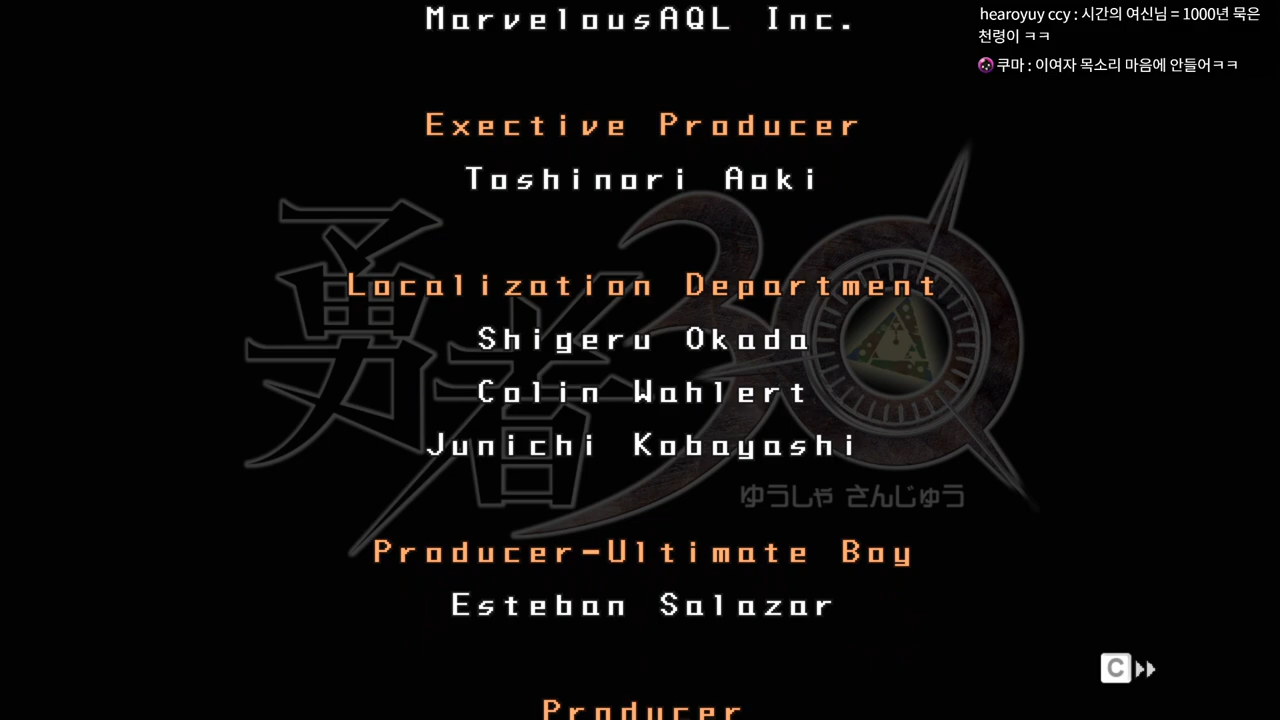 MarvelousAQL Inc.
hearoyuy ccy : 시간의 여신님 = 1000년 묵은
천령이 ㅋㅋ
쿠마 : 이여자 목소리 마음에 안들어ㅋㅋ
Exective Producer
Toshinori Aoki
Localization Department
Shigeru Okada
Colin Wahlert
Junichi Kobayashi
勇者30
ゆうしゃ さんじゅう
Producer-Ultimate Boy
Esteban Salazar
C
Producer